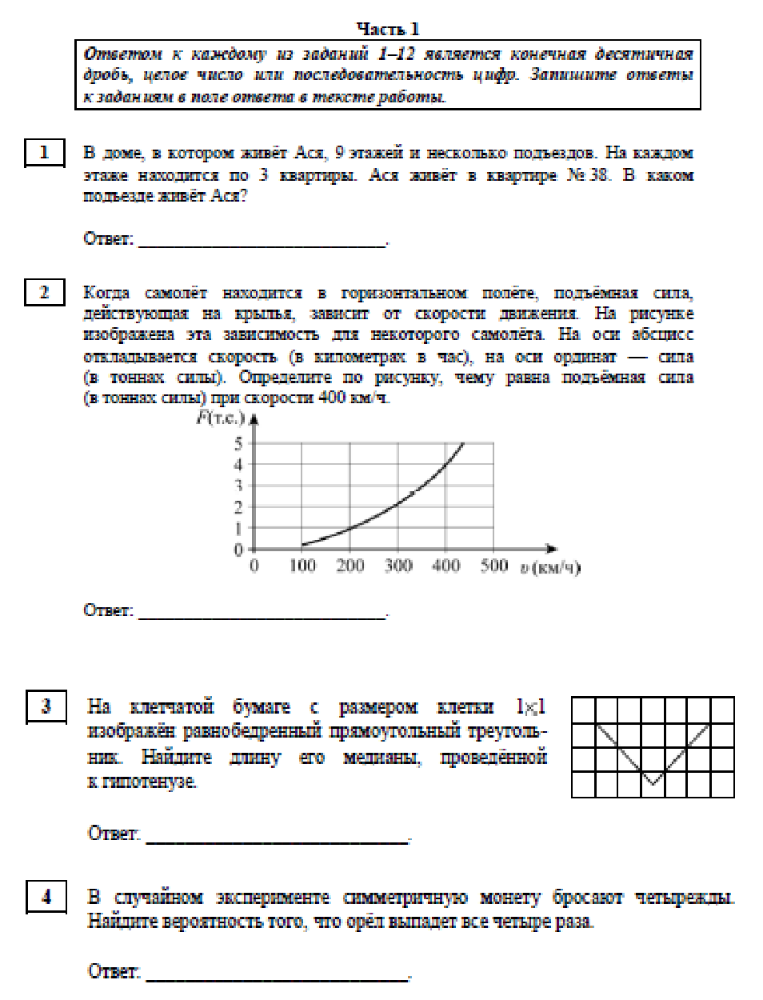 Часть 1
Ответом к каждому из заданий 1–12 является конечная десятичная
дробь, целое число или последовательность цифр. Запишите ответы
к заданиям в поле ответа в тексте работы.
1
В доме, в котором живёт Ася, 9 этажей и несколько подъездов. На каждом
этаже находится по 3 квартиры. Ася живёт в квартире № 38. В каком
подъезде живёт Ася?
Ответ: ___________________________.
2
Когда самолёт находится в горизонтальном полёте, подъёмная сила,
действующая на крылья, зависит от скорости движения. На рисунке
изображена эта зависимость для некоторого самолёта. На оси абсцисс
откладывается скорость (в километрах в час), на оси ординат — сила
(в тоннах силы). Определите по рисунку, чему равна подъёмная сила
(в тоннах силы) при скорости 400 км/ч.
F(т.с.)
5
4
3
2
1
0
0 100 200 300 400 500 υ (км/ч)
Ответ: ___________________________.
3
На клетчатой бумаге с размером клетки 1×1
изображён равнобедренный прямоугольный треуголь-
ник. Найдите длину его медианы, проведённой
к гипотенузе.
Ответ: ___________________________.
4
В случайном эксперименте симметричную монету бросают четырежды.
Найдите вероятность того, что орёл выпадет все четыре раза.
Ответ: ___________________________.